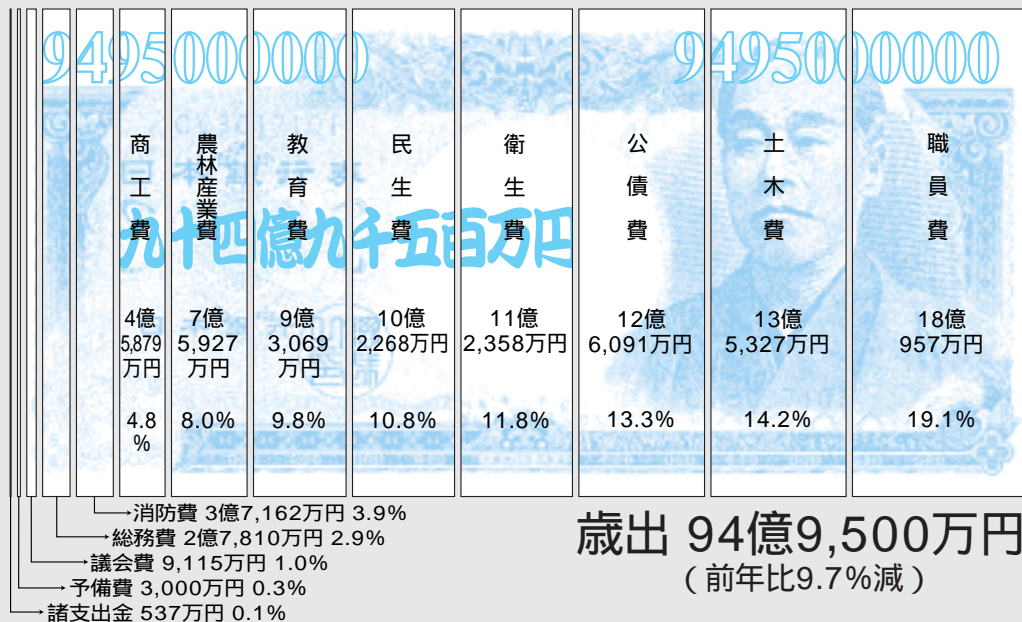 9495000000
9495000000
九十四億九千五百万円
商工費
4億
5,879
万円
4.8
%
農林産業費
7億
5,927
万円
8.0%
教育費
9億
3,069
万円
9.8%
民生費
10億
2,268万円
10.8%
衛生費
11億
2,358万円
11.8%
公債費
12億
6,091万円
13.3%
土木費
13億
5,327万円
14.2%
職員費
18億
957万円
19.1%
消防費 3億7,162万円 3.9%
総務費 2億7,810万円 2.9%
議会費 9,115万円 1.0%
予備費 3,000万円 0.3%
諸支出金 537万円 0.1%
歳出 94億9,500万円
（前年比9.7%減）